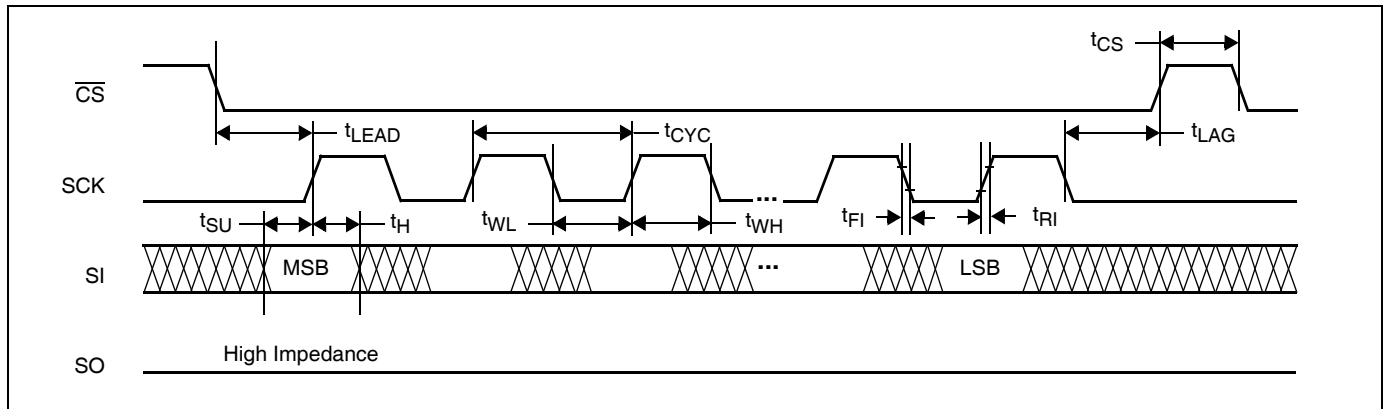 tCS
CS
tLEAD
tCYC
tLAG
SCK
...
tSU
tH
tWL
tWH
tFI
tRI
SI
MSB
...
LSB
High Impedance
SO